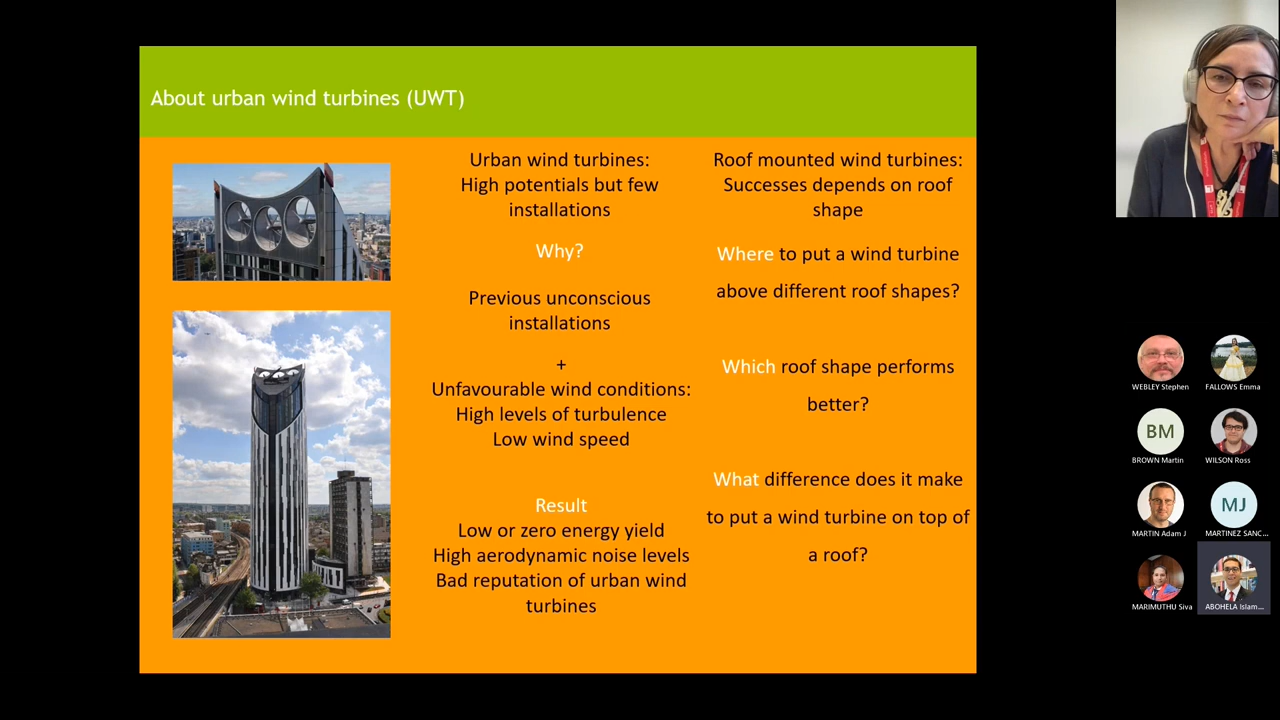 About urban wind turbines (UWT)
Urban wind turbines:
High potentials but few
installations
Why?
Previous unconscious
installations
+
Unfavourable wind conditions:
High levels of turbulence
Low wind speed
Result
Low or zero energy yield
High aerodynamic noise levels
Bad reputation of urban wind
turbines
Roof mounted wind turbines:
Successes depends on roof
shape
Where to put a wind turbine
above different roof shapes?
Which roof shape performs
better?
What difference does it make
to put a wind turbine on top of
a roof?
WEBLEY Stephen
FALLOWS Emma
BM
BROWN Martin
WILSON Ross
MARTIN Adam J
MJ
MARTINEZ SANC...
MARIMUTHU Siva
ABOHELA Islam...